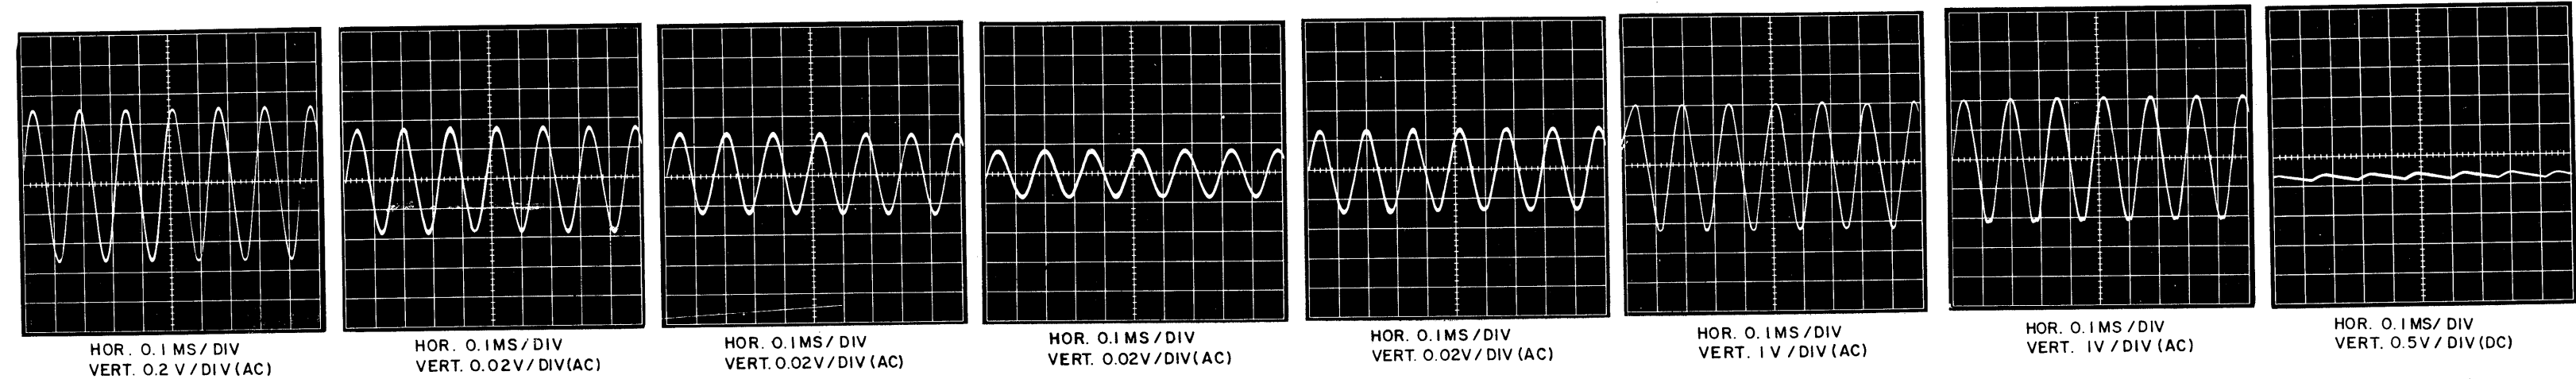 HOR. 0.1 MS / DIV
VERT. 0.2 V / DIV (AC)
HOR. 0.1MS / DIV
VERT. 0.02V/DIV(AC)
HOR. 0.1MS / DIV
VERT. 0.02V/DIV (AC)
HOR. 0.1 MS / DIV
VERT. 0.02V/DIV (AC)
HOR. 0.1MS /DIV
VERT. 0.02V / DIV (AC)
HOR. 0.1MS / DIV
VERT. 1 V / DIV (AC)
HOR. 0.1MS / DIV
VERT. 1V / DIV (AC)
HOR. 0.1MS/ DIV
VERT. 0.5V / DIV (DC)